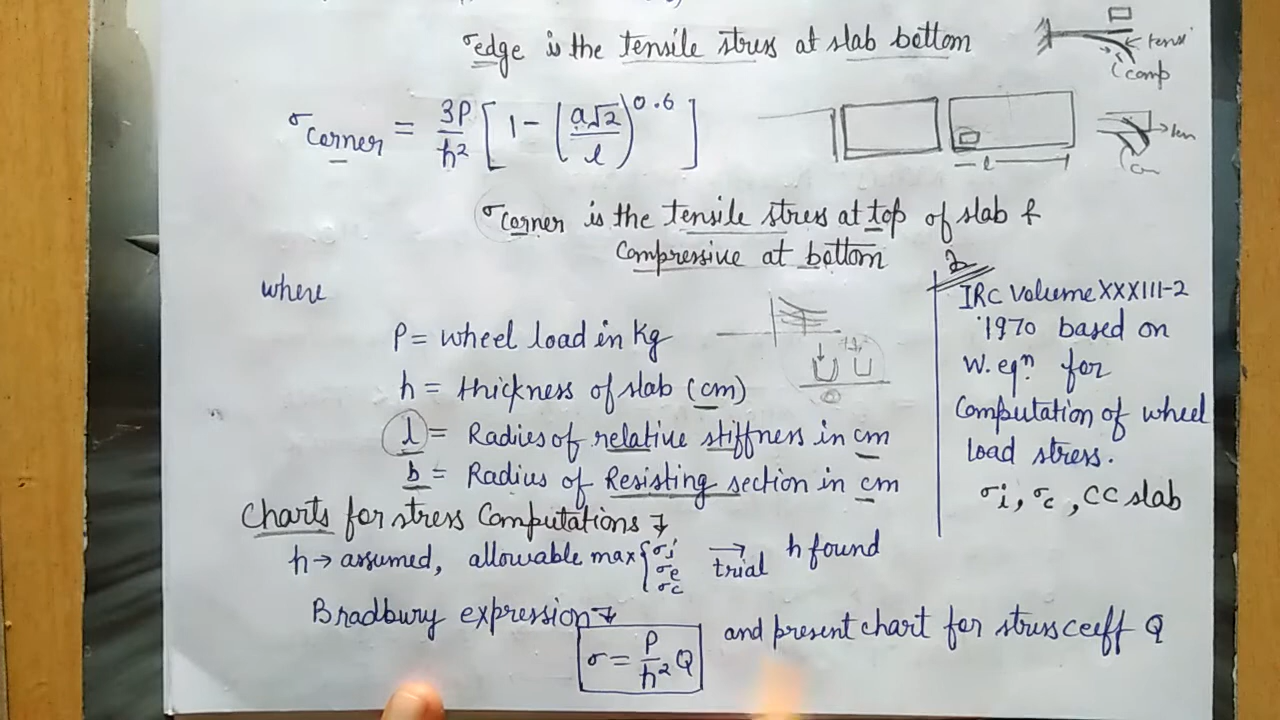 σedge is the tensile stress at slab bottom
tensi
comp
σcorner = 3P/h² [1 - (a√2/l)^0.6]
l
ten
σcorner is the tensile stress at top of slab &
Compressive at bottom
where
P = wheel load in Kg
h = thickness of slab (cm)
l = Radies of relative stiffness in cm
b = Radius of Resisting section in cm
2
IRC Volume XXXIII-2
1970 based on
W. eqⁿ for
Computation of wheel
load stress.
σi, σc, CC slab
Charts for stress Computations
h → assumed, allowable max { σi σe σc → trial h found
Bradbury expression
σ = P/h² Q
and present chart for stress coeff Q